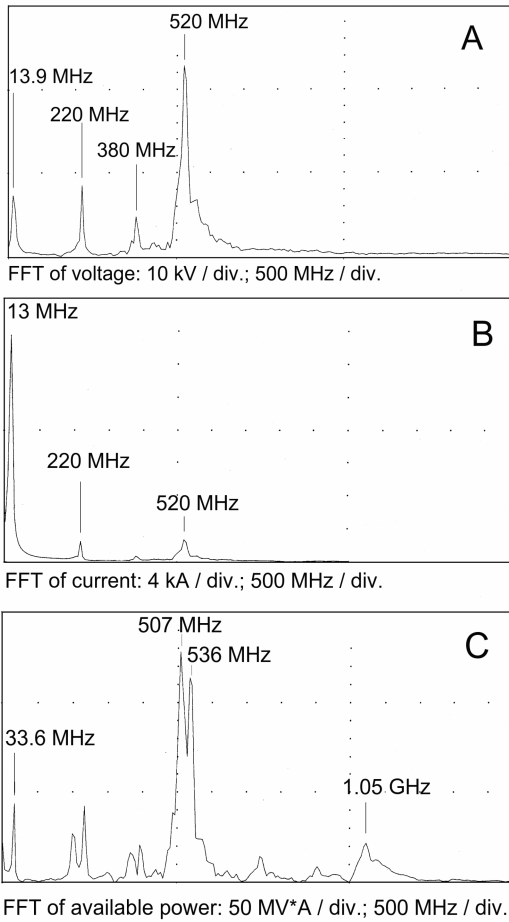 520 MHz
A
13.9 MHz
220 MHz
380 MHz
FFT of voltage: 10 kV / div.; 500 MHz / div.
13 MHz
B
220 MHz
520 MHz
FFT of current: 4 kA / div.; 500 MHz / div.
507 MHz
C
536 MHz
33.6 MHz
1.05 GHz
FFT of available power: 50 MV*A / div.; 500 MHz / div.